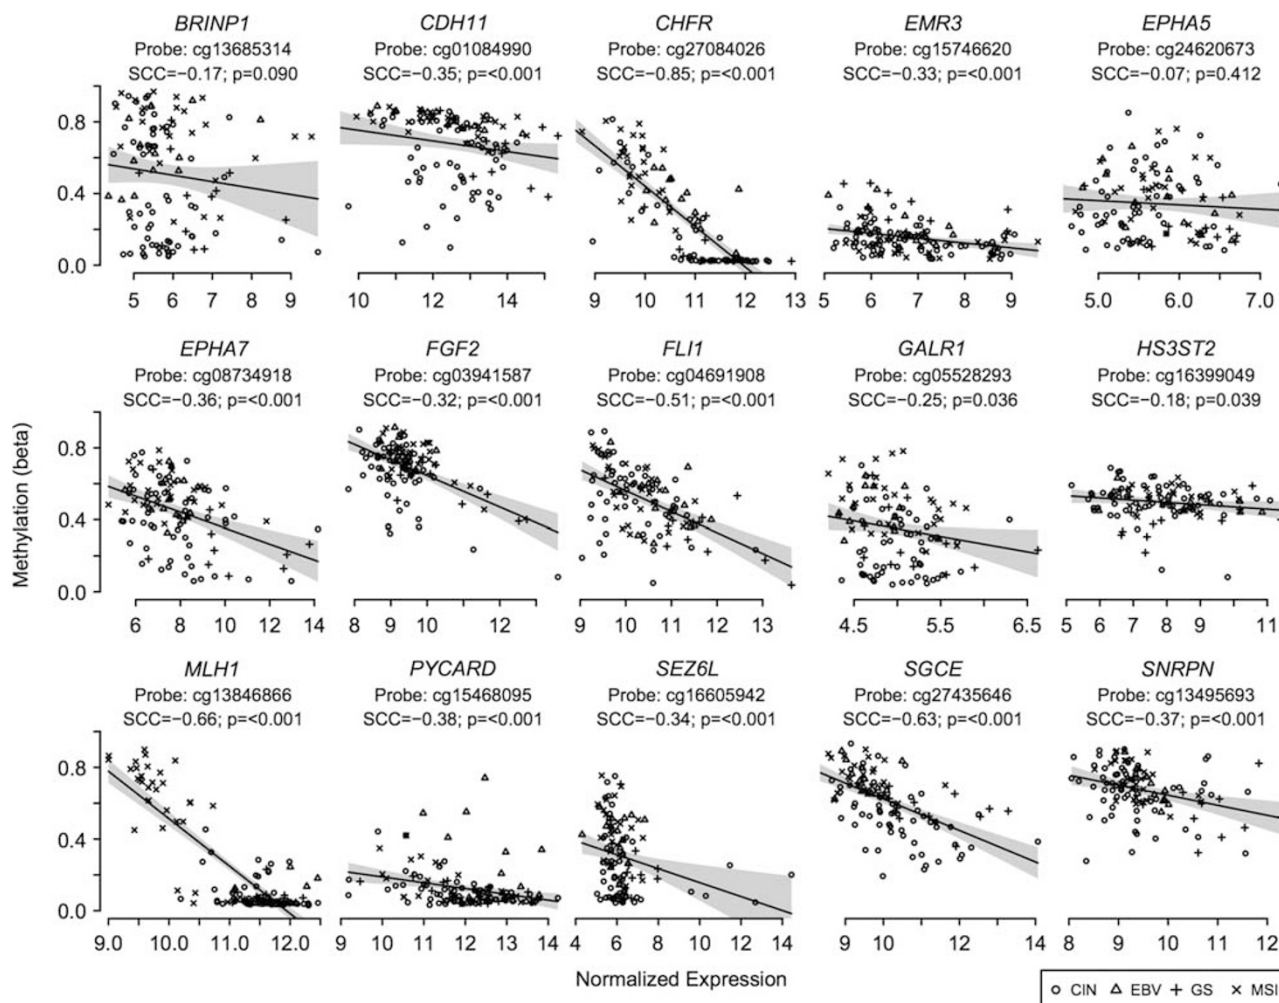 BRINP1
Probe: cg13685314
SCC=−0.17; p=0.090
CDH11
Probe: cg01084990
SCC=−0.35; p=<0.001
CHFR
Probe: cg27084026
SCC=−0.85; p=<0.001
EMR3
Probe: cg15746620
SCC=−0.33; p=<0.001
EPHA5
Probe: cg24620673
SCC=−0.07; p=0.412
0.8
0.4
0.0
5 6 7 8 9
10 12 14
9 10 11 12 13
5 6 7 8 9
5.0 6.0 7.0
EPHA7
Probe: cg08734918
SCC=−0.36; p=<0.001
FGF2
Probe: cg03941587
SCC=−0.32; p=<0.001
FLI1
Probe: cg04691908
SCC=−0.51; p=<0.001
GALR1
Probe: cg05528293
SCC=−0.25; p=0.036
HS3ST2
Probe: cg16399049
SCC=−0.18; p=0.039
Methylation (beta)
0.8
0.4
0.0
6 8 10 12 14
8 9 10 12
9 10 11 12 13
4.5 5.5 6.5
5 6 7 8 9 10 11
MLH1
Probe: cg13846866
SCC=−0.66; p=<0.001
PYCARD
Probe: cg15468095
SCC=−0.38; p=<0.001
SEZ6L
Probe: cg16605942
SCC=−0.34; p=<0.001
SGCE
Probe: cg27435646
SCC=−0.63; p=<0.001
SNRPN
Probe: cg13495693
SCC=−0.37; p=<0.001
0.8
0.4
0.0
9.0 10.0 11.0 12.0
9 10 11 12 13 14
4 6 8 10 12 14
9 10 11 12 13 14
8 9 10 11 12
Normalized Expression
CIN EBV GS MSI